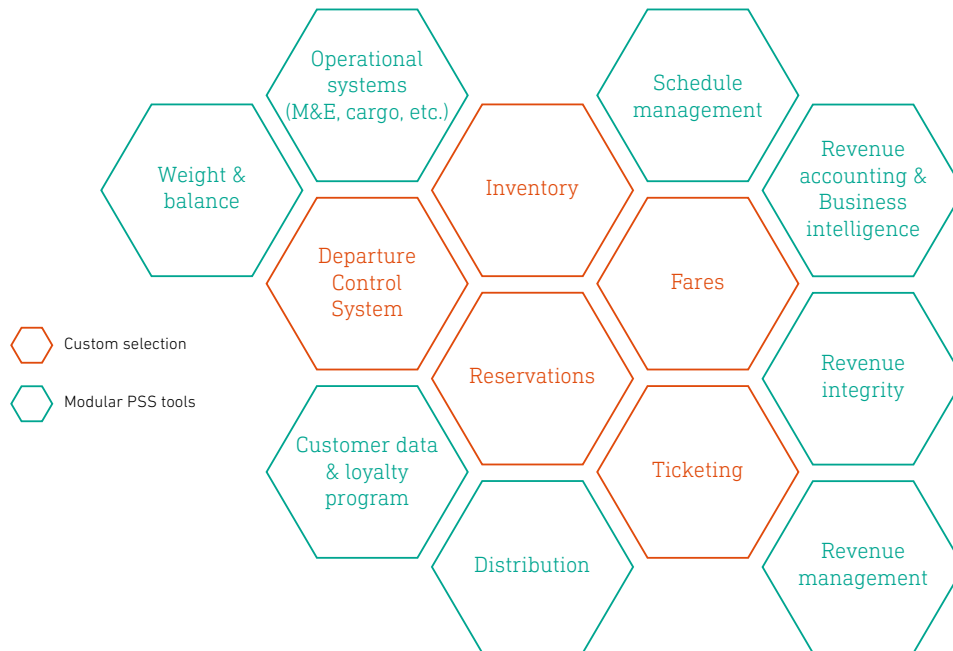 Operational
systems
(M&E, cargo, etc.)
Schedule
management
Weight &
balance
Inventory
Revenue
accounting &
Business
intelligence
Departure
Control
System
Fares
Custom selection
Modular PSS tools
Reservations
Revenue
integrity
Customer data
& loyalty
program
Ticketing
Distribution
Revenue
management